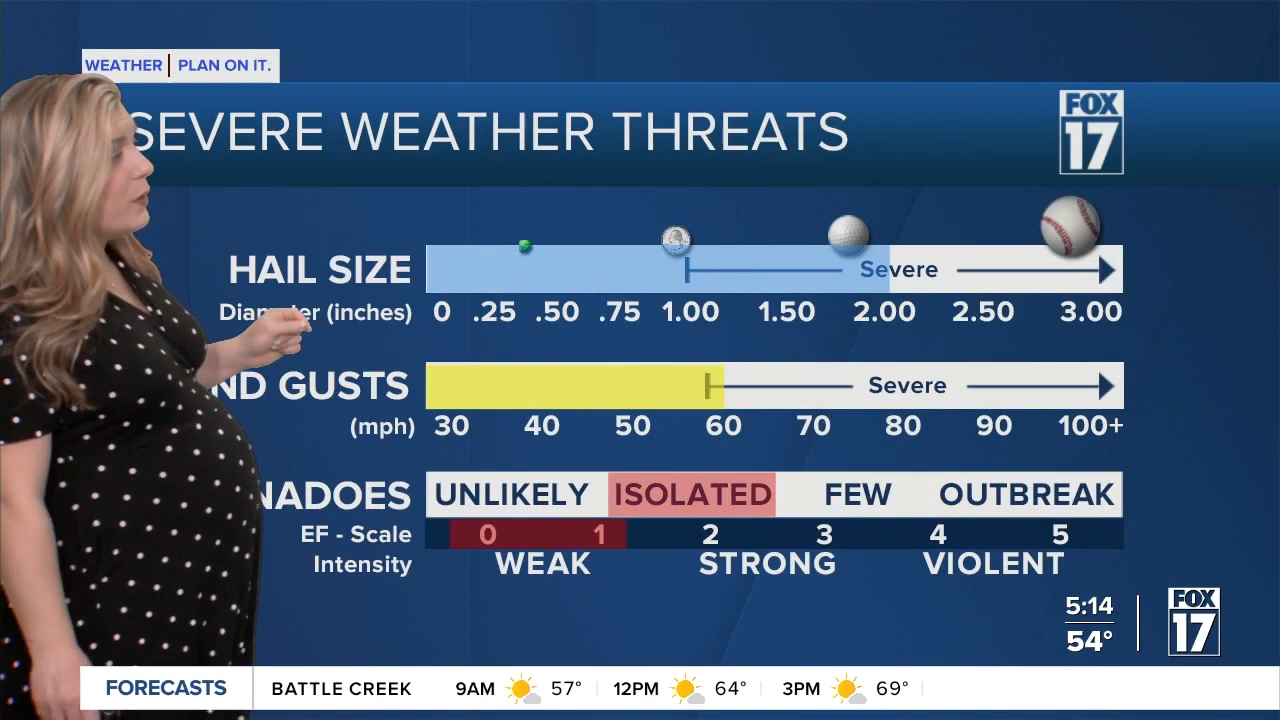 WEATHER | PLAN ON IT.
SEVERE WEATHER THREATS
FOX
17
HAIL SIZE
Severe
Diameter (inches)
0 .25 .50 .75 1.00 1.50 2.00 2.50 3.00
ND GUSTS
Severe
(mph)
30 40 50 60 70 80 90 100+
NADOES
UNLIKELY ISOLATED FEW OUTBREAK
EF - Scale
0 1 2 3 4 5
Intensity
WEAK STRONG VIOLENT
5:14
54°
FOX
17
FORECASTS BATTLE CREEK 9AM 57° 12PM 64° 3PM 69°